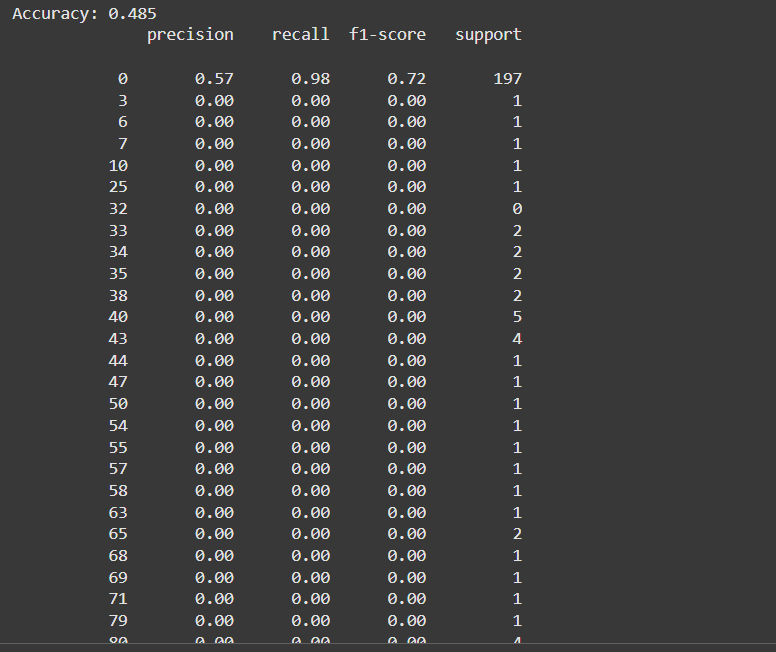 Accuracy: 0.485
precision recall f1-score support
0 0.57 0.98 0.72 197
3 0.00 0.00 0.00 1
6 0.00 0.00 0.00 1
7 0.00 0.00 0.00 1
10 0.00 0.00 0.00 1
25 0.00 0.00 0.00 1
32 0.00 0.00 0.00 0
33 0.00 0.00 0.00 2
34 0.00 0.00 0.00 2
35 0.00 0.00 0.00 2
38 0.00 0.00 0.00 2
40 0.00 0.00 0.00 5
43 0.00 0.00 0.00 4
44 0.00 0.00 0.00 1
47 0.00 0.00 0.00 1
50 0.00 0.00 0.00 1
54 0.00 0.00 0.00 1
55 0.00 0.00 0.00 1
57 0.00 0.00 0.00 1
58 0.00 0.00 0.00 1
63 0.00 0.00 0.00 1
65 0.00 0.00 0.00 2
68 0.00 0.00 0.00 1
69 0.00 0.00 0.00 1
71 0.00 0.00 0.00 1
79 0.00 0.00 0.00 1
80 0.00 0.00 0.00 4